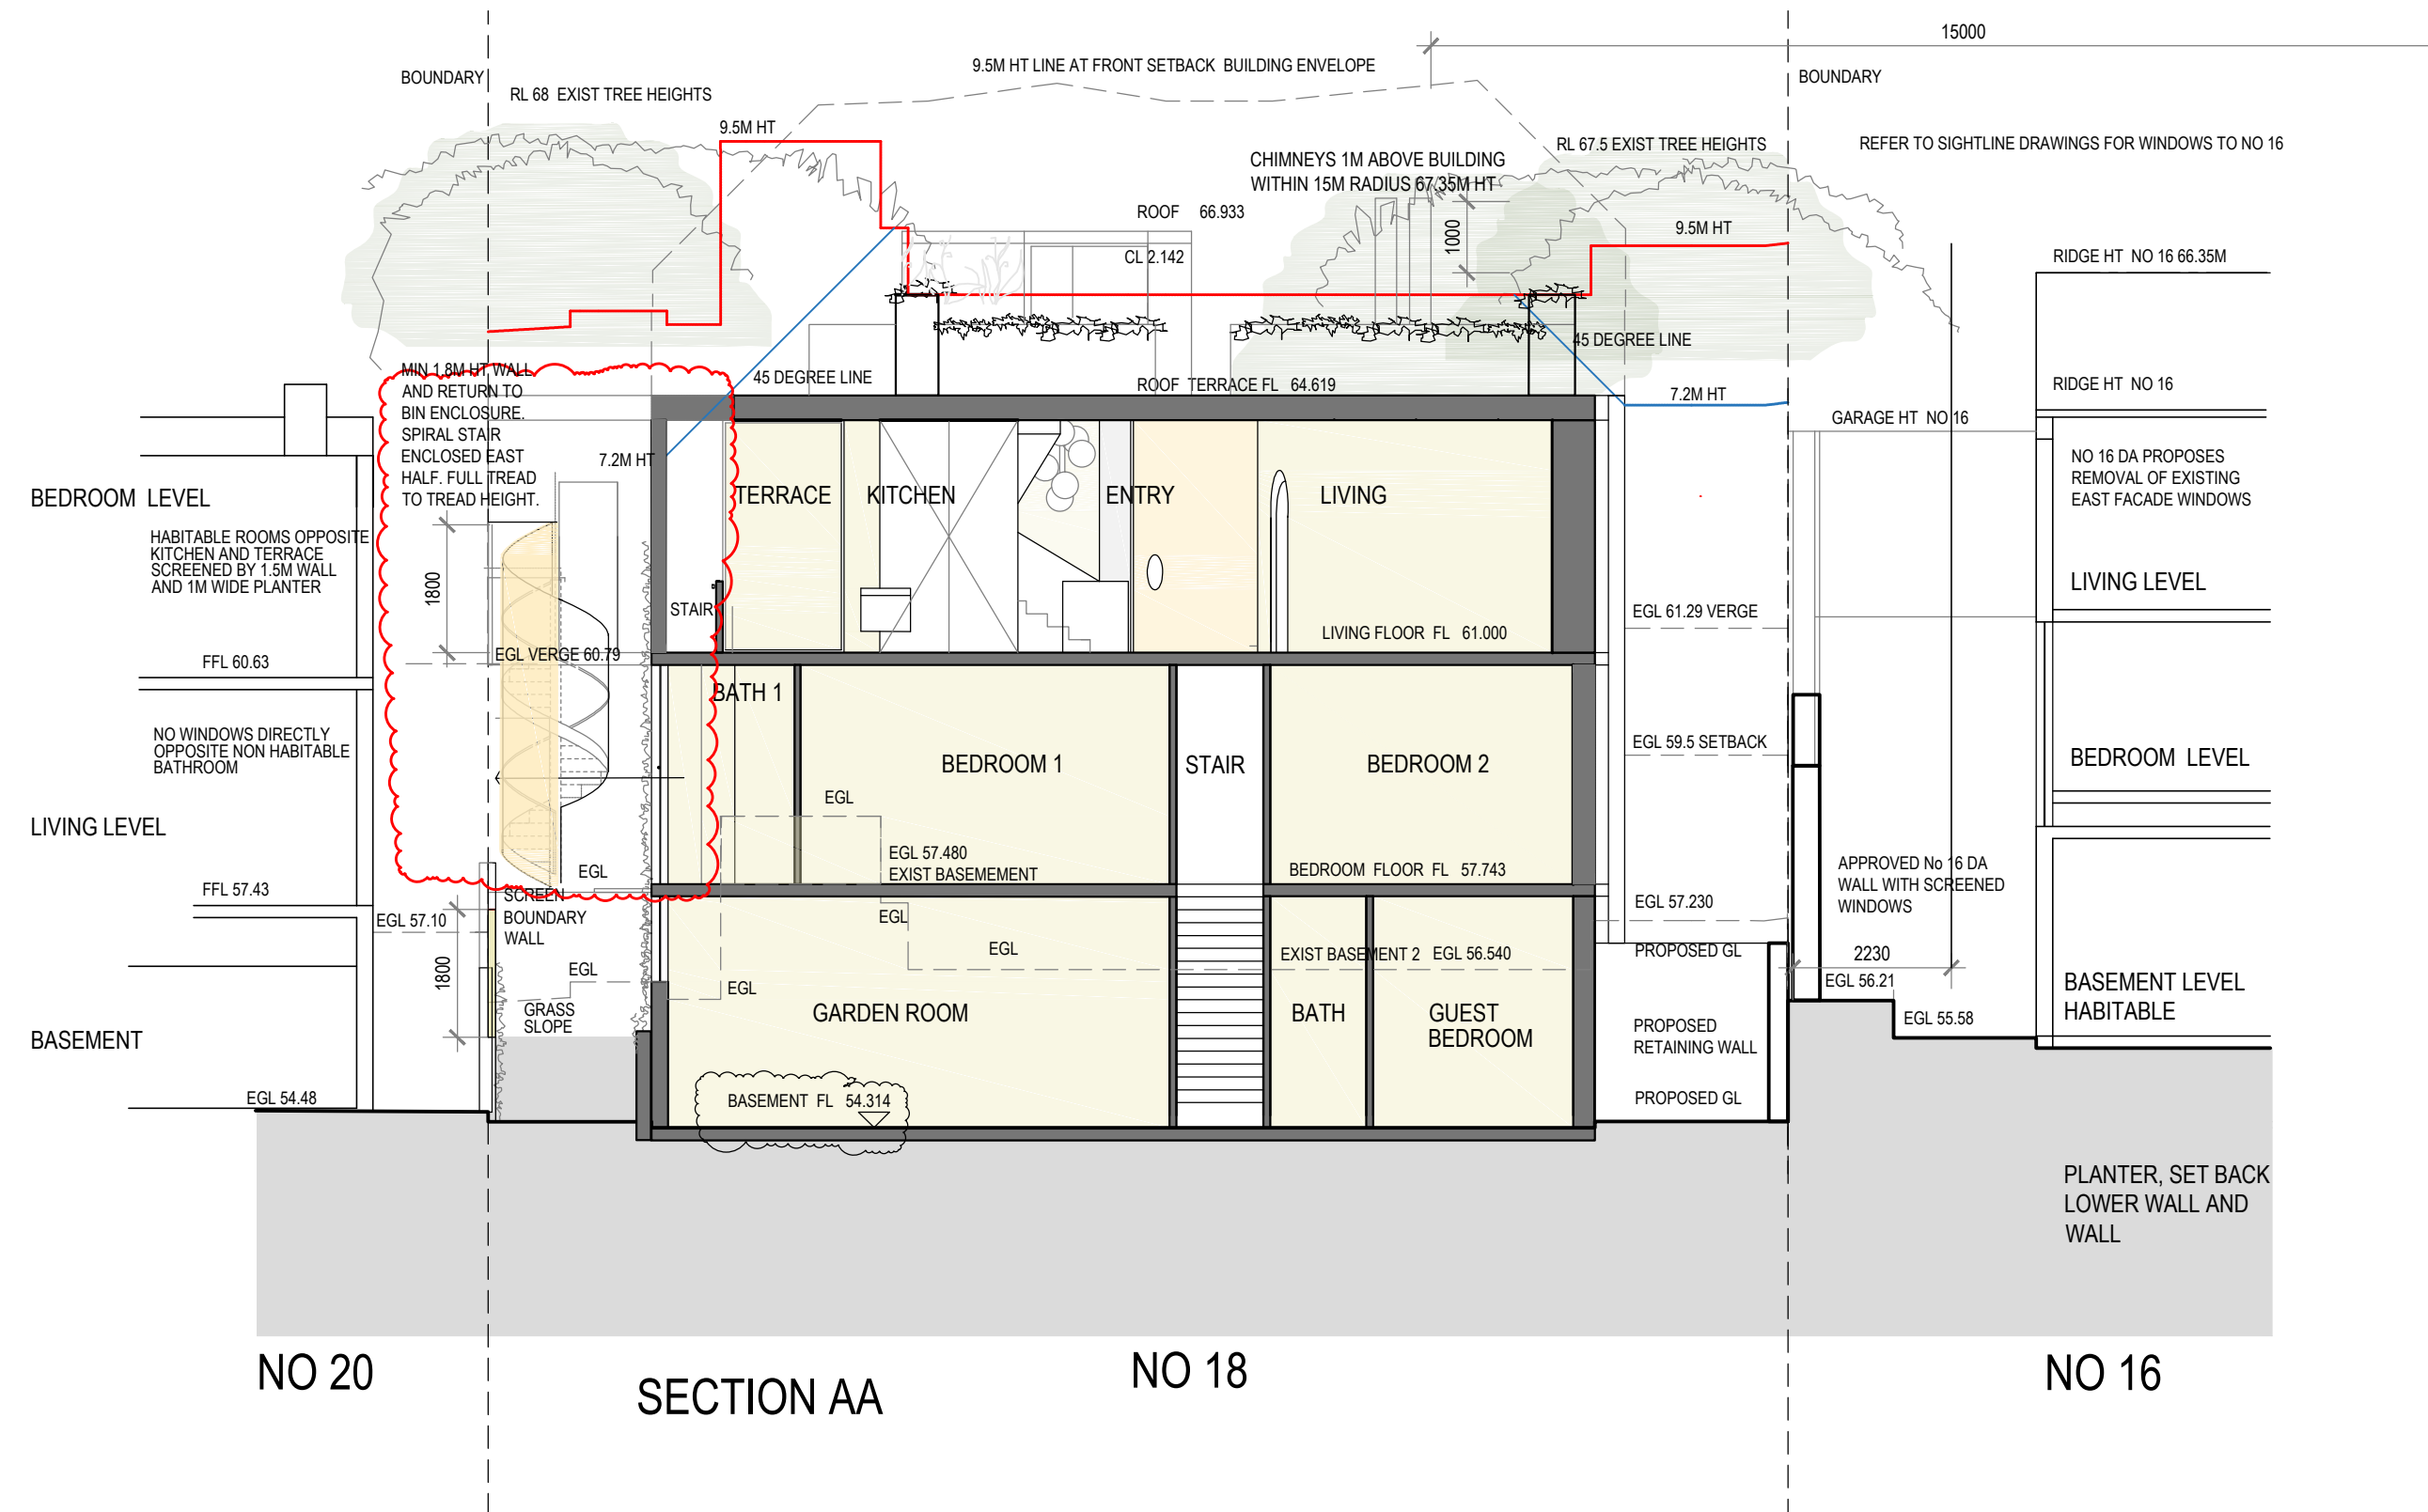 15000
BOUNDARY
9.5M HT LINE AT FRONT SETBACK  BUILDING ENVELOPE
BOUNDARY
RL 68  EXIST TREE HEIGHTS
9.5M HT
RL 67.5 EXIST TREE HEIGHTS
REFER TO SIGHTLINE DRAWINGS FOR WINDOWS TO NO 16
CHIMNEYS 1M ABOVE BUILDING
WITHIN 15M RADIUS 67.35M HT
ROOF    66.933
9.5M HT
1000
CL 2.142
RIDGE HT  NO 16 66.35M
45 DEGREE LINE
MIN 1.8M HT WALL
AND RETURN TO
BIN ENCLOSURE.
SPIRAL STAIR
ENCLOSED EAST
HALF. FULL TREAD
TO TREAD HEIGHT.
45 DEGREE LINE
ROOF  TERRACE FL   64.619
7.2M HT
RIDGE HT  NO 16
GARAGE HT  NO 16
7.2M HT
NO 16 DA PROPOSES
REMOVAL OF EXISTING
EAST FACADE WINDOWS
BEDROOM  LEVEL
TERRACE
KITCHEN
ENTRY
LIVING
HABITABLE ROOMS OPPOSITE
KITCHEN AND TERRACE
SCREENED BY 1.5M WALL
AND 1M WIDE PLANTER
1800
LIVING LEVEL
STAIR
EGL 61.29 VERGE
LIVING FLOOR  FL   61.000
EGL VERGE 60.79
FFL 60.63
BATH 1
NO WINDOWS DIRECTLY
OPPOSITE NON HABITABLE
BATHROOM
EGL 59.5 SETBACK
BEDROOM 1
STAIR
BEDROOM 2
BEDROOM  LEVEL
EGL
LIVING LEVEL
EGL 57.480
EXIST BASEMEMENT
EGL
BEDROOM  FLOOR  FL   57.743
APPROVED No 16 DA
WALL WITH SCREENED
WINDOWS
FFL 57.43
SCREEN
BOUNDARY
WALL
EGL 57.10
EGL
EGL 57.230
1800
EGL
EXIST BASEMENT 2    EGL 56.540
PROPOSED GL
2230
EGL
EGL
EGL 56.21
BASEMENT LEVEL
HABITABLE
GRASS
SLOPE
GARDEN ROOM
BATH
GUEST
BEDROOM
EGL 55.58
BASEMENT
PROPOSED
RETAINING WALL
EGL 54.48
BASEMENT  FL   54.314
PROPOSED GL
PLANTER, SET BACK
LOWER WALL AND
WALL
NO 20
NO 18
NO 16
SECTION AA